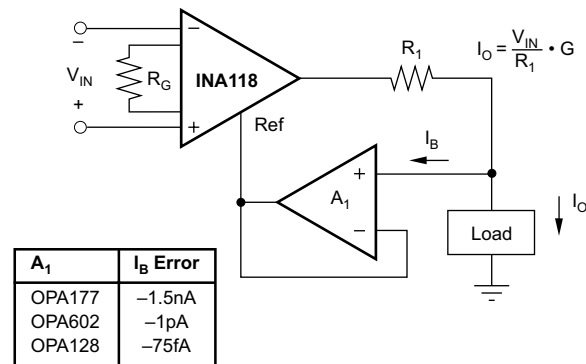 −
V_IN
+
R_G
−
INA118
+
Ref
R_1
I_O = V_IN / R_1 • G
I_B
+
A_1
−
Load
I_O
A_1 I_B Error
OPA177 –1.5nA
OPA602 –1pA
OPA128 –75fA